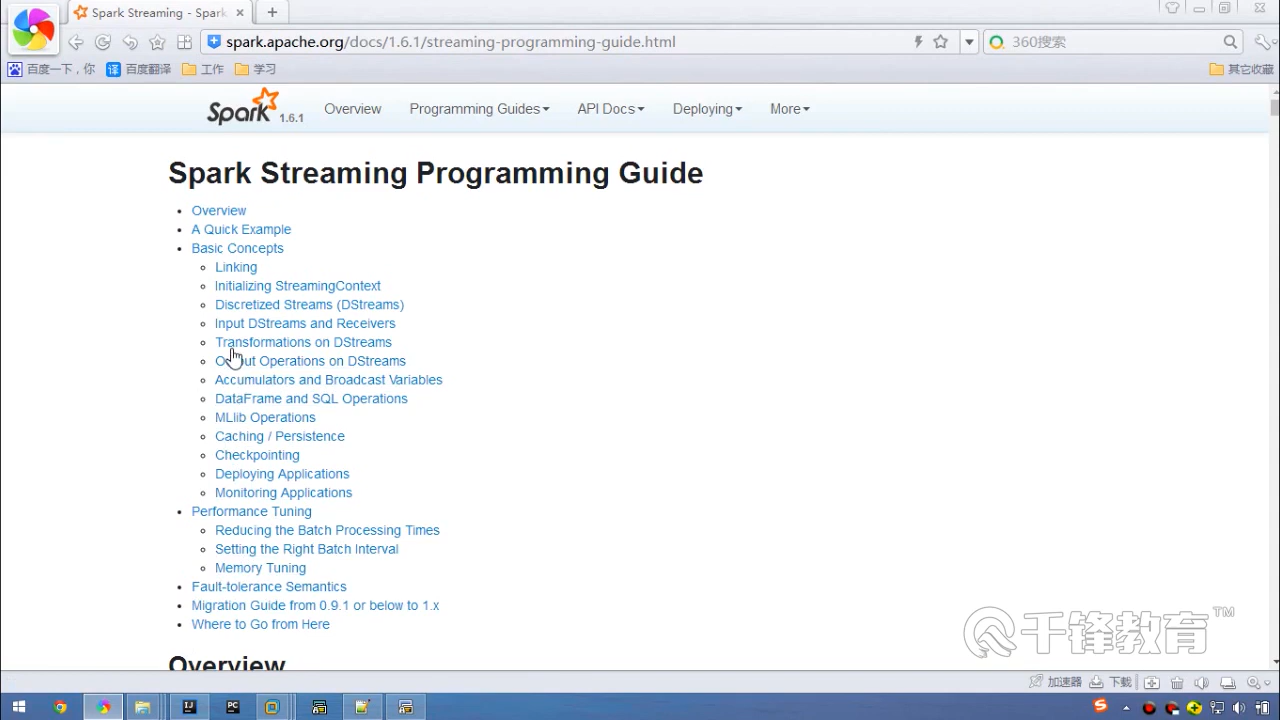 Spark Streaming - Spark
spark.apache.org/docs/1.6.1/streaming-programming-guide.html
360搜索
百度一下，你
百度翻译
工作
学习
其它收藏
Spark 1.6.1
Overview
Programming Guides
API Docs
Deploying
More
Spark Streaming Programming Guide
Overview
A Quick Example
Basic Concepts
Linking
Initializing StreamingContext
Discretized Streams (DStreams)
Input DStreams and Receivers
Transformations on DStreams
Output Operations on DStreams
Accumulators and Broadcast Variables
DataFrame and SQL Operations
MLlib Operations
Caching / Persistence
Checkpointing
Deploying Applications
Monitoring Applications
Performance Tuning
Reducing the Batch Processing Times
Setting the Right Batch Interval
Memory Tuning
Fault-tolerance Semantics
Migration Guide from 0.9.1 or below to 1.x
Where to Go from Here
千锋教育™
Overview
加速器
下载